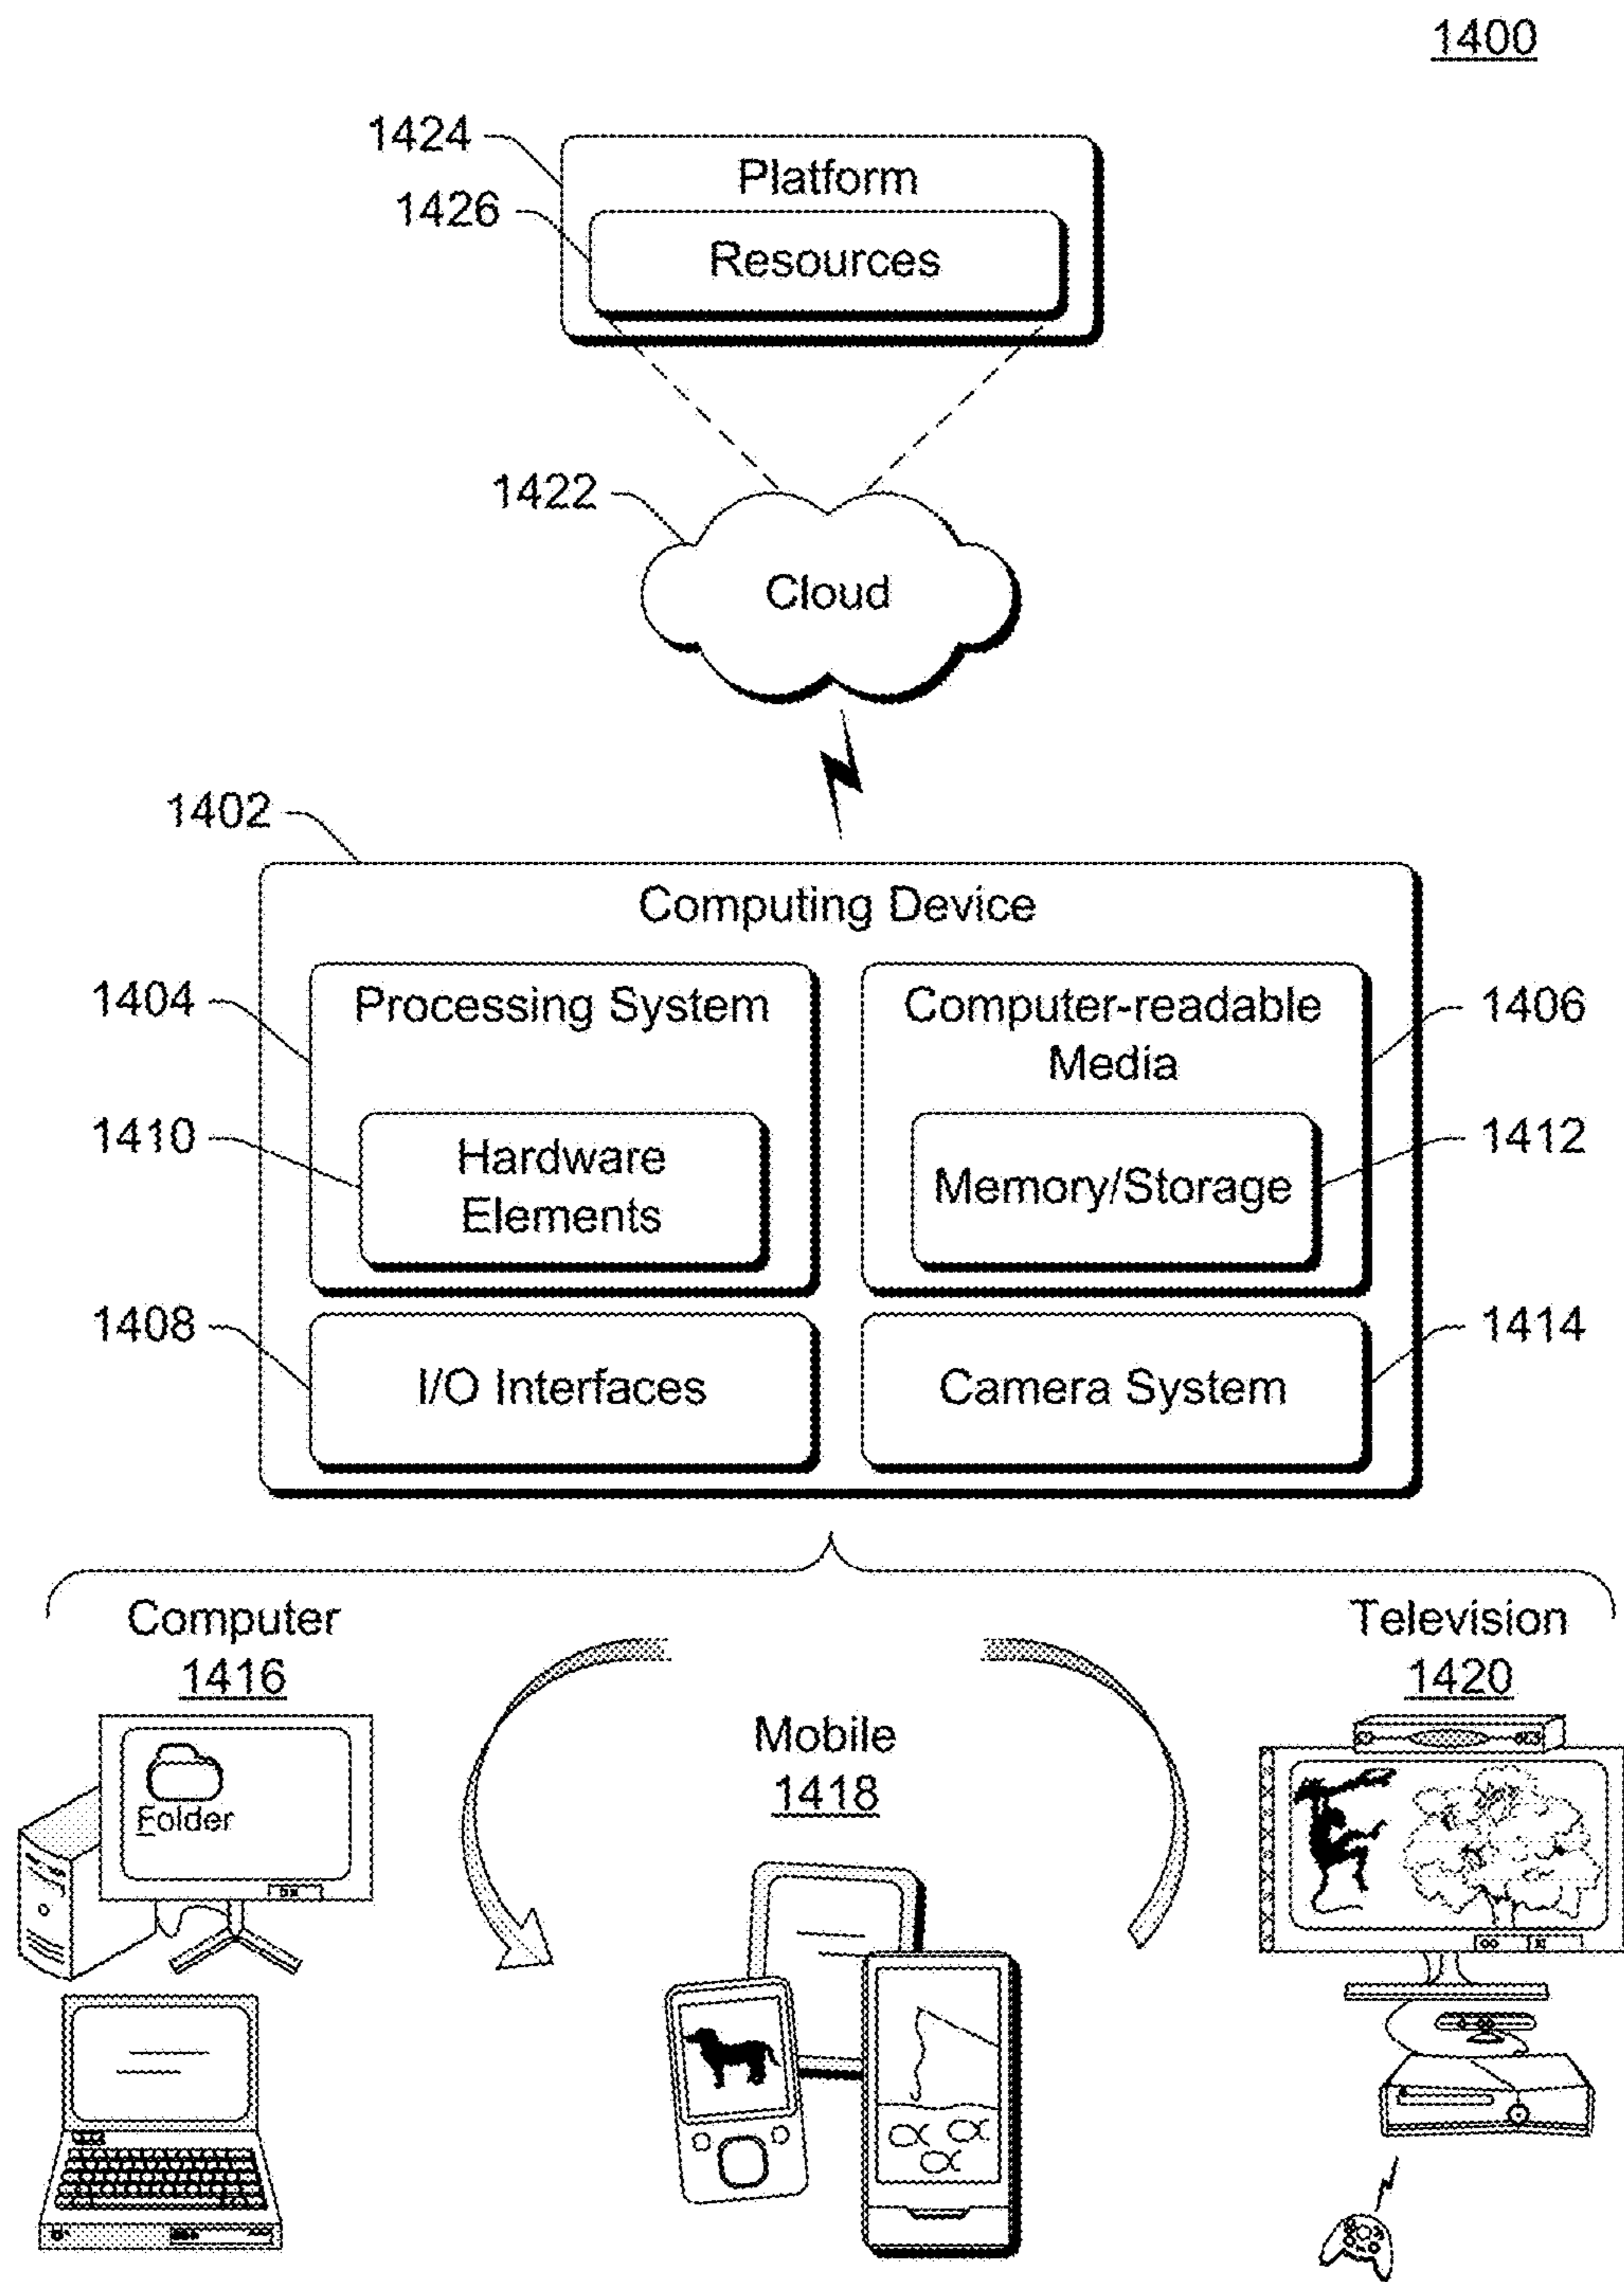 1400
1424
Platform
1426
Resources
1422
Cloud
1402
Computing Device
1404
Processing System
Computer-readable
Media
1406
1410
Hardware
Elements
Memory/Storage
1412
1408
I/O Interfaces
Camera System
1414
Computer
1416
Folder
Mobile
1418
Television
1420